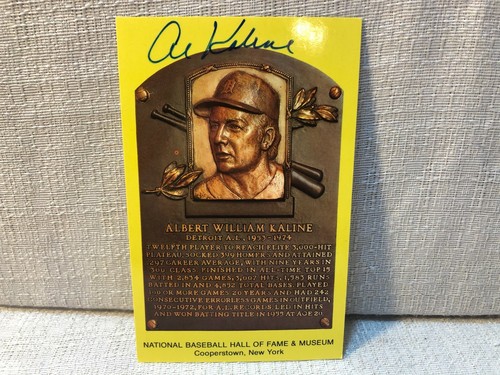 Al Kaline
ALBERT WILLIAM KALINE
DETROIT A.L., 1953-1974
TWELFTH PLAYER TO REACH ELITE 3,000-HIT
PLATEAU. SOCKED 399 HOMERS AND ATTAINED
.297 CAREER AVERAGE, WITH NINE YEARS IN
.300 CLASS. FINISHED IN ALL-TIME TOP 15
WITH 2,834 GAMES, 3,007 HITS, 1,583 RUNS
BATTED IN AND 4,852 TOTAL BASES. PLAYED
100 OR MORE GAMES 20 YEARS AND HAD 242
CONSECUTIVE ERRORLESS GAMES IN OUTFIELD,
1970-1972, FOR A.L. RECORDS. LED IN HITS
AND WON BATTING TITLE IN 1955 AT AGE 20.
NATIONAL BASEBALL HALL OF FAME & MUSEUM
Cooperstown, New York